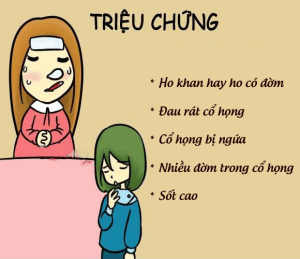 TRIỆU CHỨNG
* Ho khan hay ho có đờm
* Đau rát cổ họng
* Cổ họng bị ngứa
* Nhiều đờm trong cổ họng
* Sốt cao